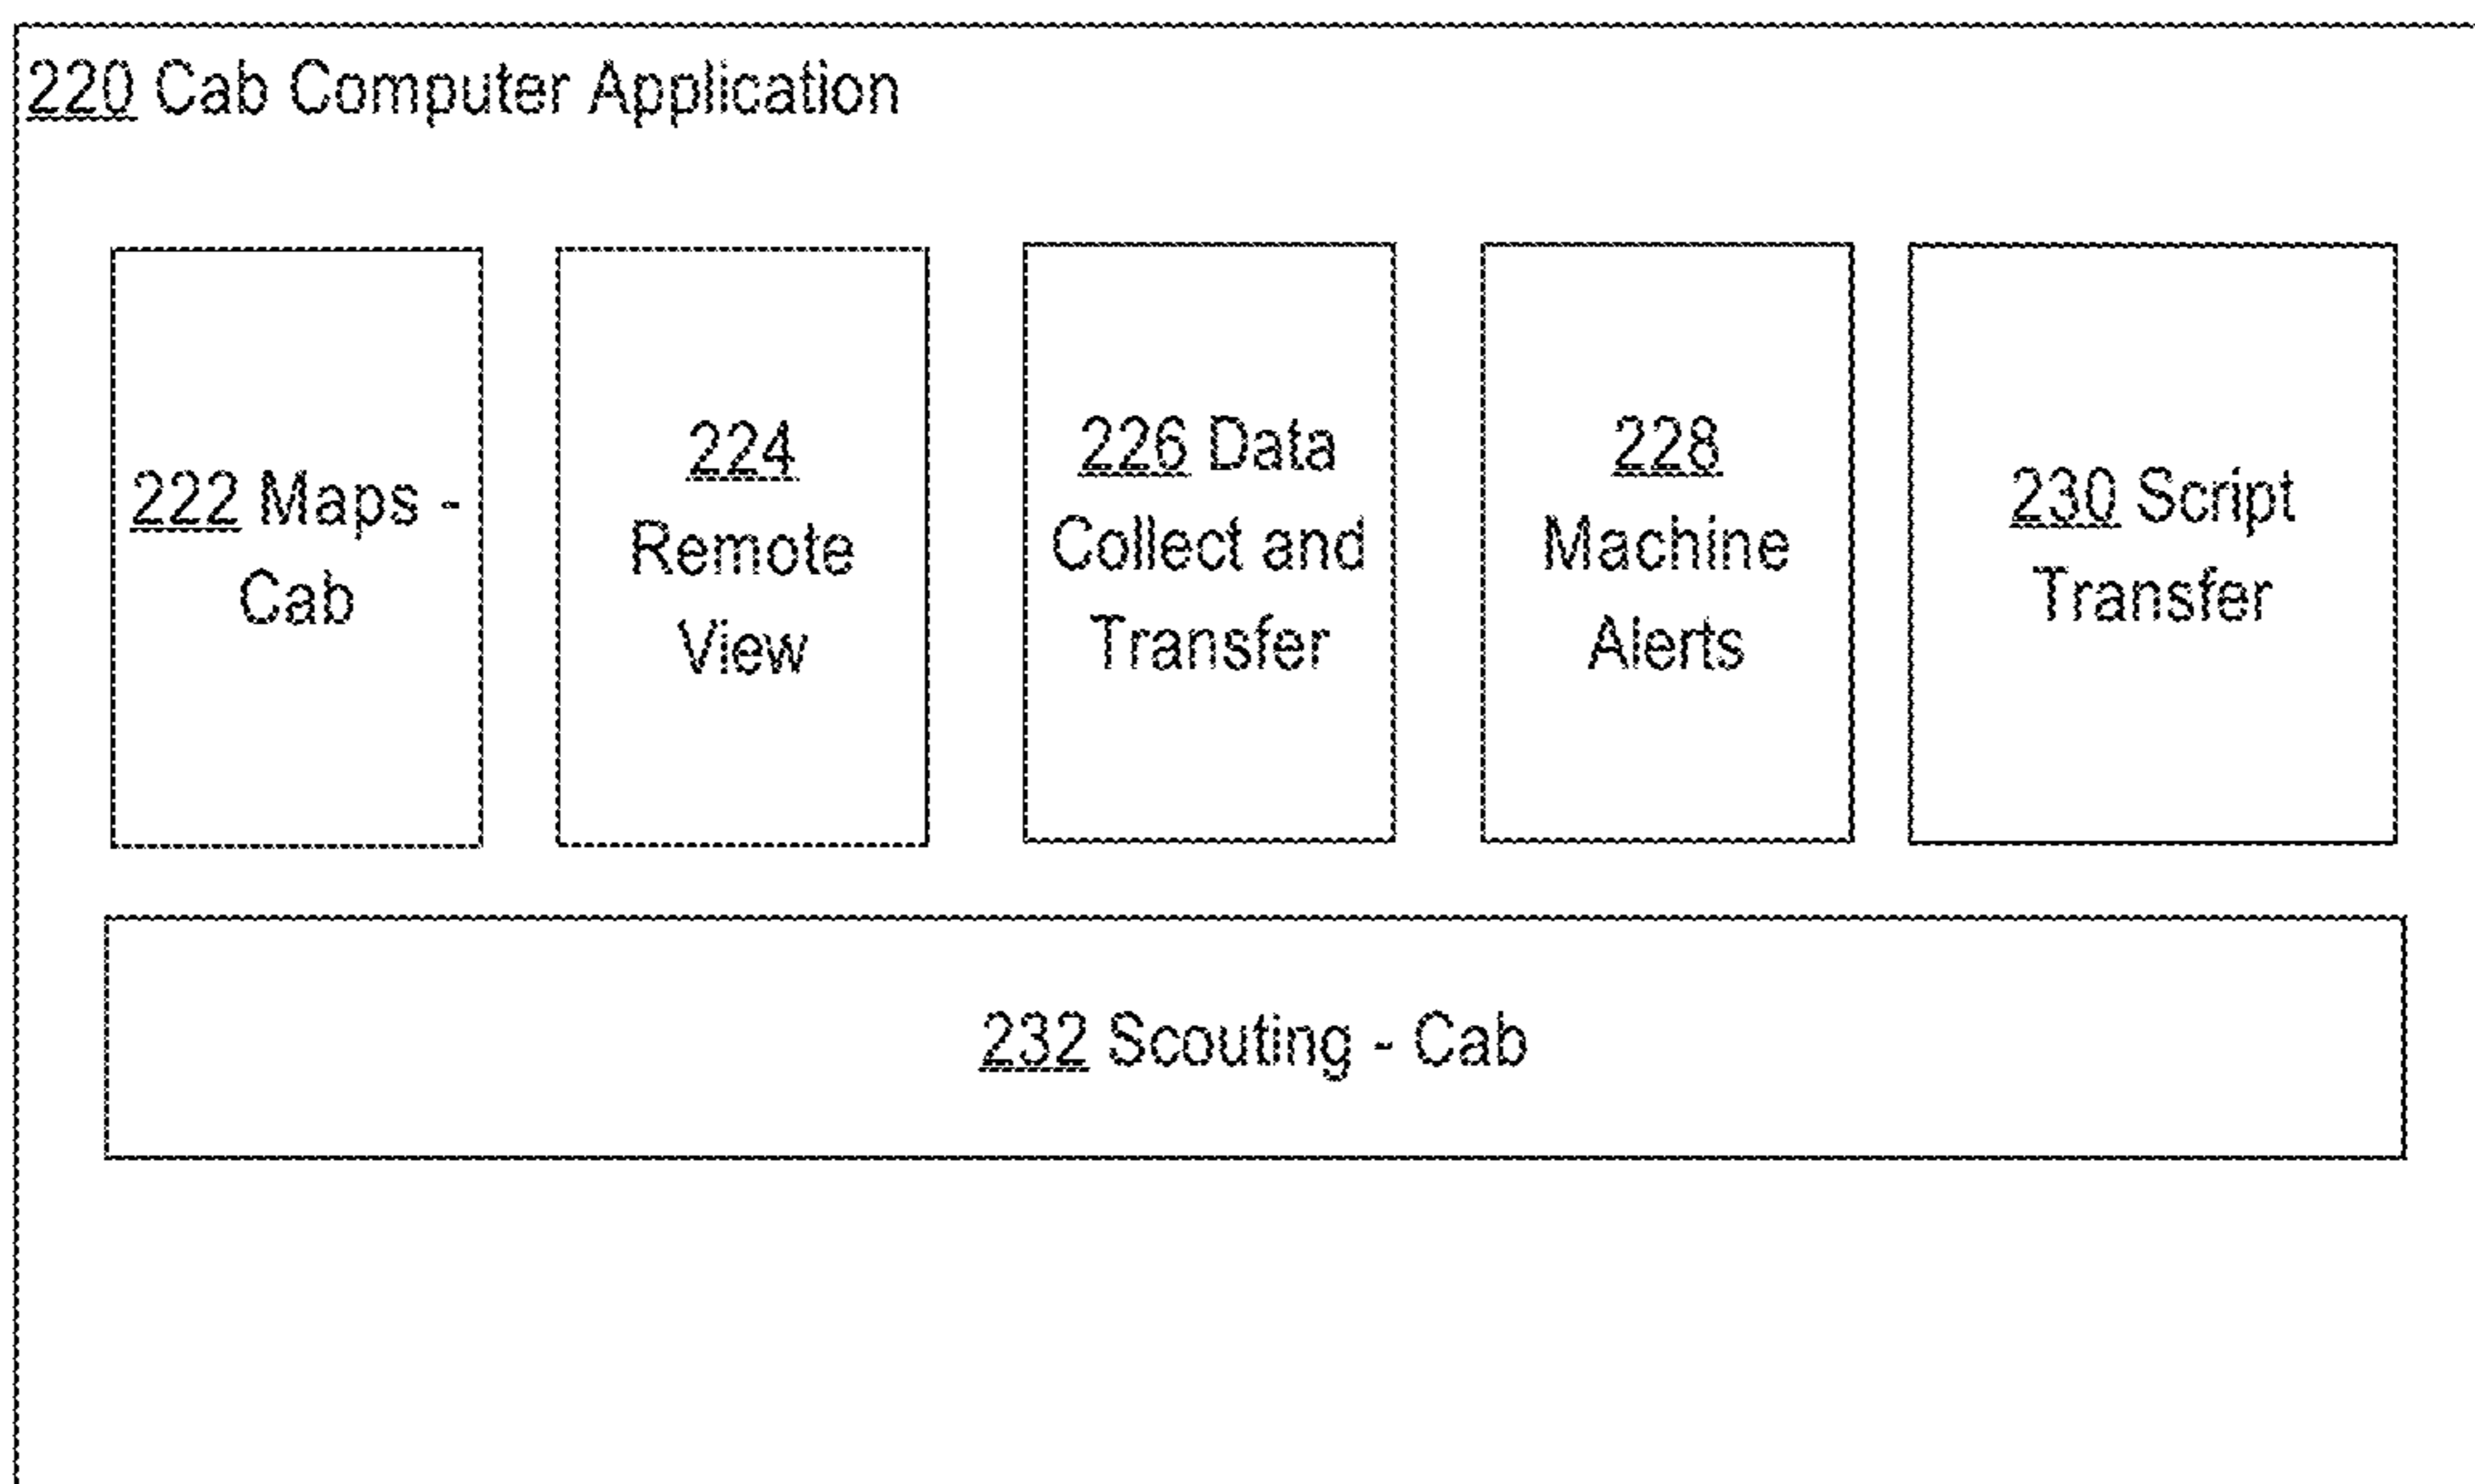 220 Cab Computer Application
222 Maps -
Cab
224
Remote
View
226 Data
Collect and
Transfer
228
Machine
Alerts
230 Script
Transfer
232 Scouting - Cab